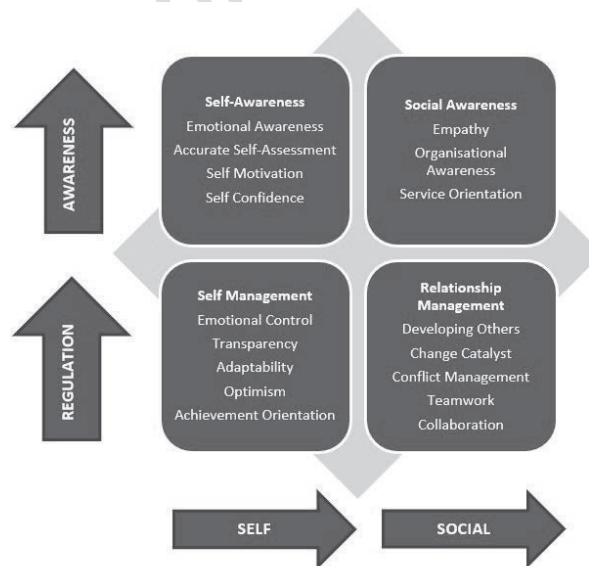 AWARENESS
Self-Awareness
Emotional Awareness
Accurate Self-Assessment
Self Motivation
Self Confidence
Social Awareness
Empathy
Organisational
Awareness
Service Orientation
REGULATION
Self Management
Emotional Control
Transparency
Adaptability
Optimism
Achievement Orientation
Relationship
Management
Developing Others
Change Catalyst
Conflict Management
Teamwork
Collaboration
SELF
SOCIAL